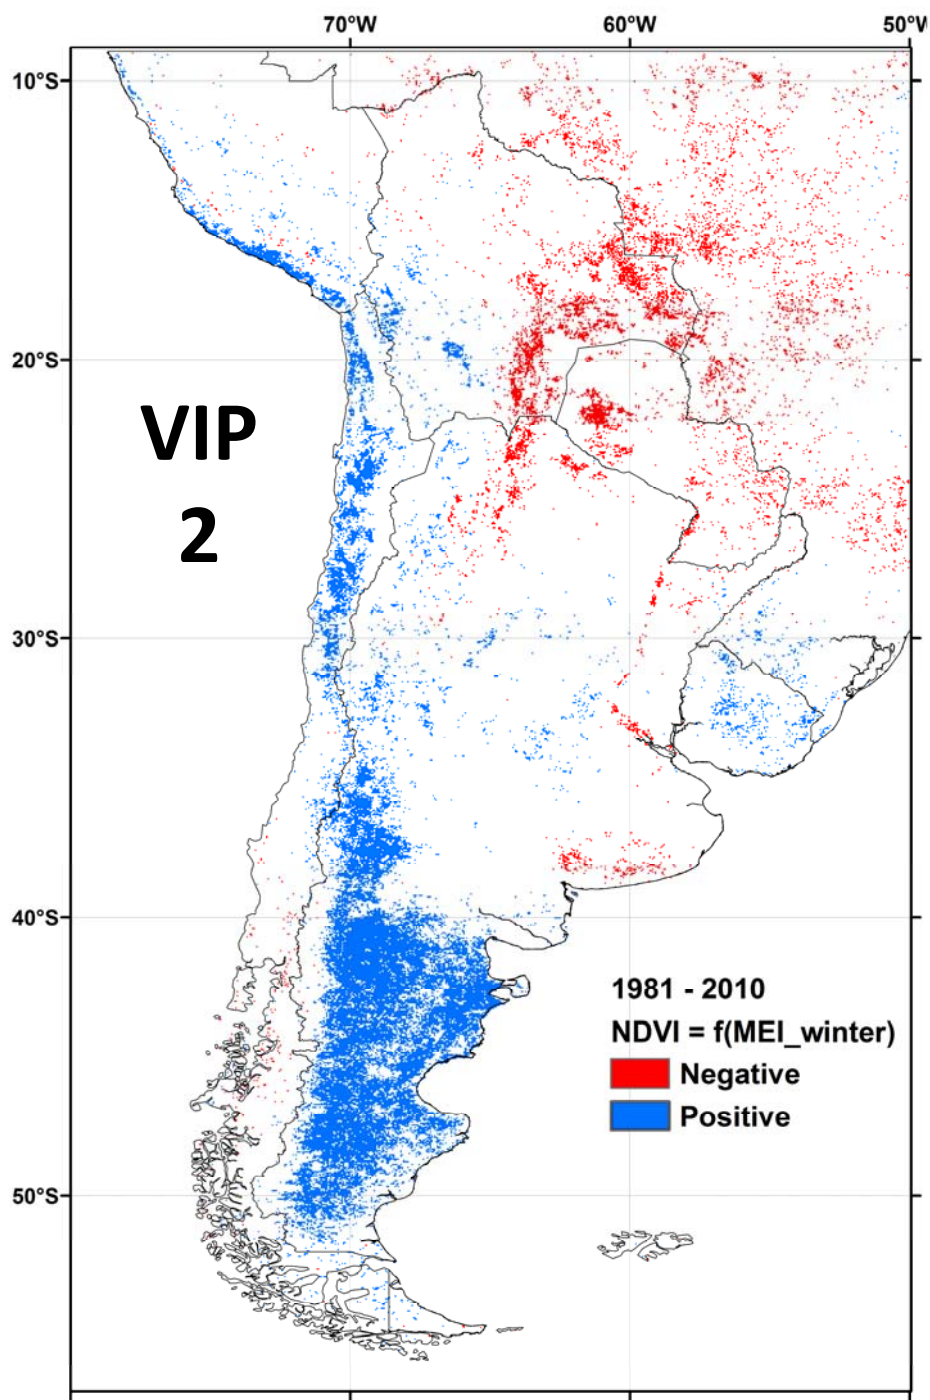 70°W 60°W 50°W
10°S
20°S
VIP
2
30°S
40°S
1981 - 2010
NDVI = f(MEI_winter)
Negative
Positive
50°S